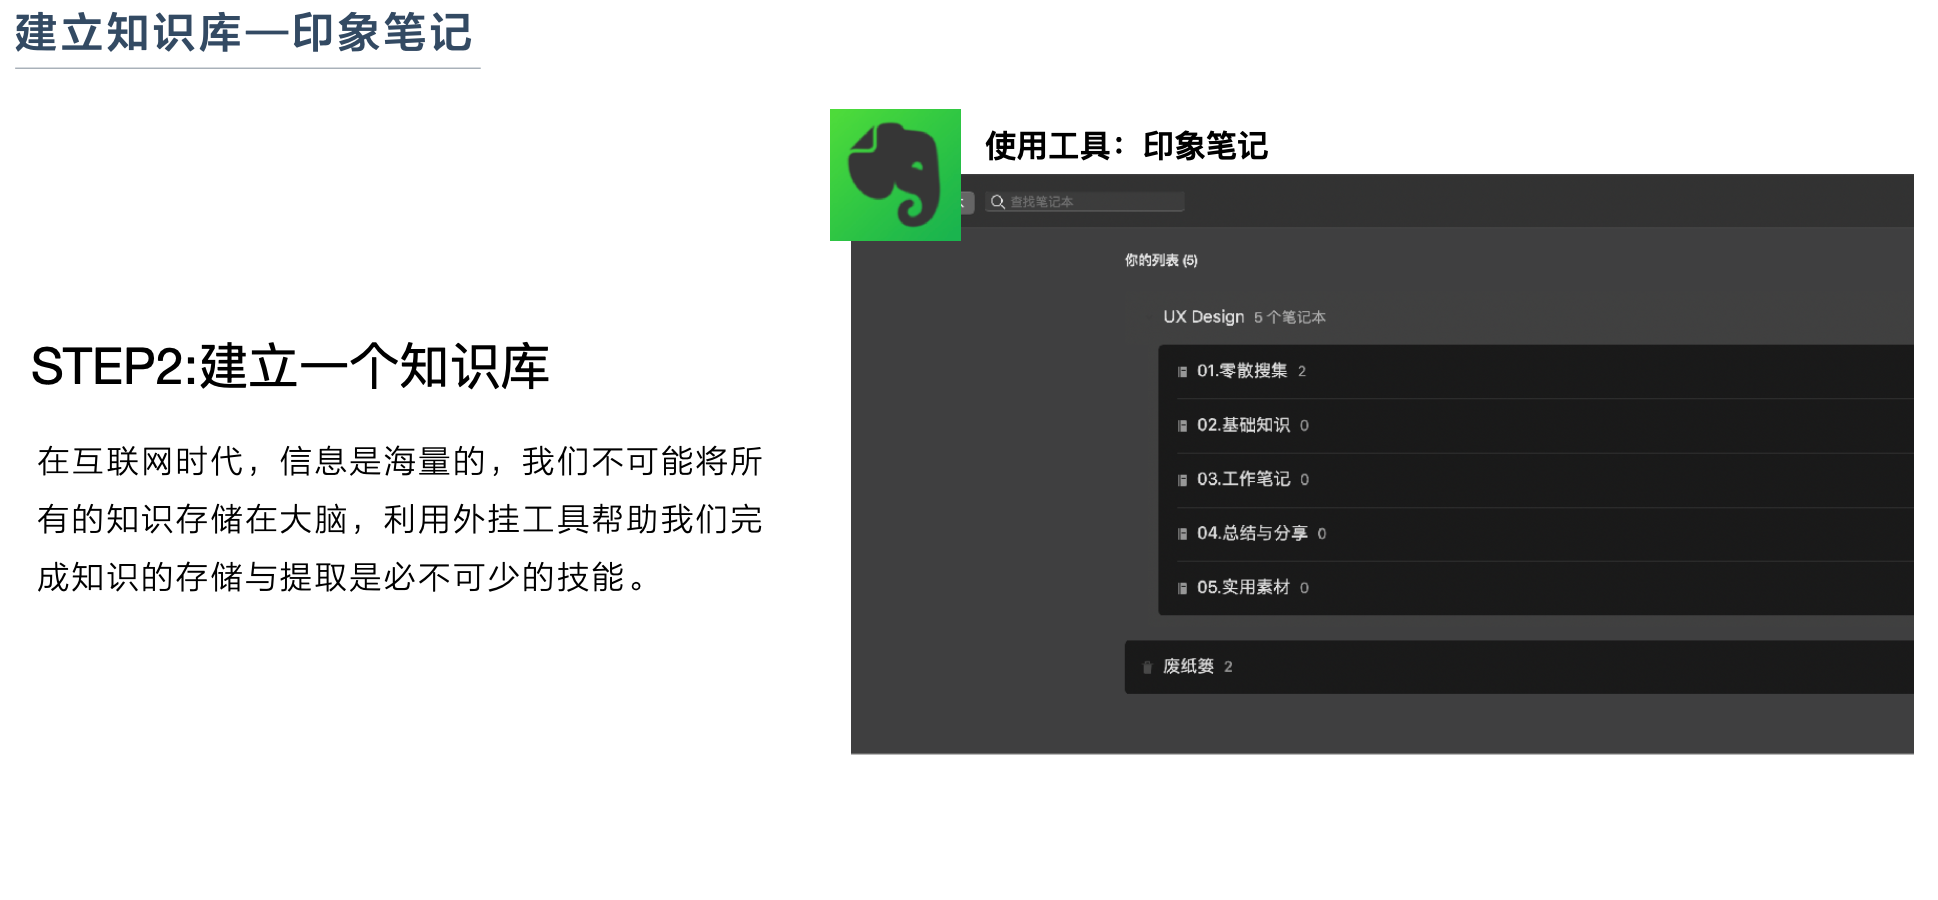 建立知识库—印象笔记
使用工具：印象笔记
查找笔记本
你的列表 (5)
UX Design 5 个笔记本
01.零散搜集 2
02.基础知识 0
03.工作笔记 0
04.总结与分享 0
05.实用素材 0
废纸篓 2
STEP2:建立一个知识库
在互联网时代，信息是海量的，我们不可能将所
有的知识存储在大脑，利用外挂工具帮助我们完
成知识的存储与提取是必不可少的技能。